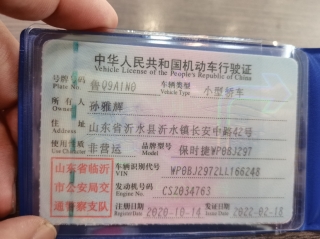 中华人民共和国机动车行驶证
Vehicle License of the People's Republic of China
号牌号码 鲁Q9A1N0 车辆类型 小型轿车
Plate No. Vehicle Type
所有人 孙雅辉
Owner
住址 山东省沂水县沂水镇长安中路42号
Address
使用性质 非营运 品牌型号 保时捷WP0BJ297
Use Character Model
山东省临沂市公安局交通警察支队
车辆识别代号 WP0BJ2972LL166248
VIN
发动机号码 CSZ034763
Engine No.
注册日期 2020-10-14 发证日期 2022-02-18
Register Date Issue Date